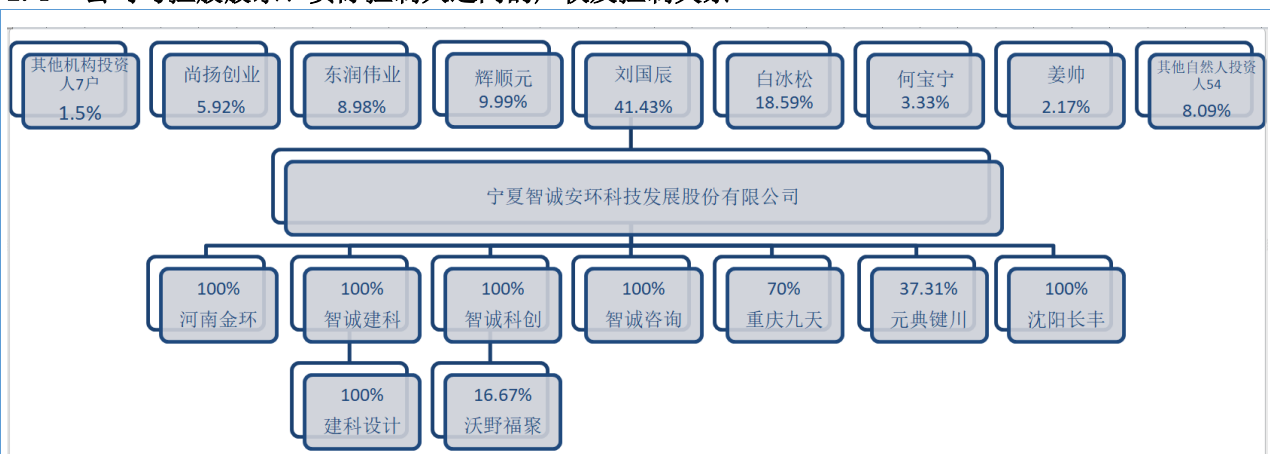 其他机构投资
人7户
1.5%
尚扬创业
5.92%
东润伟业
8.98%
辉顺元
9.99%
刘国辰
41.43%
白冰松
18.59%
何宝宁
3.33%
姜帅
2.17%
其他自然人投资
人54
8.09%
宁夏智诚安环科技发展股份有限公司
100%
河南金环
100%
智诚建科
100%
智诚科创
100%
智诚咨询
70%
重庆九天
37.31%
元典键川
100%
沈阳长丰
100%
建科设计
16.67%
沃野福聚